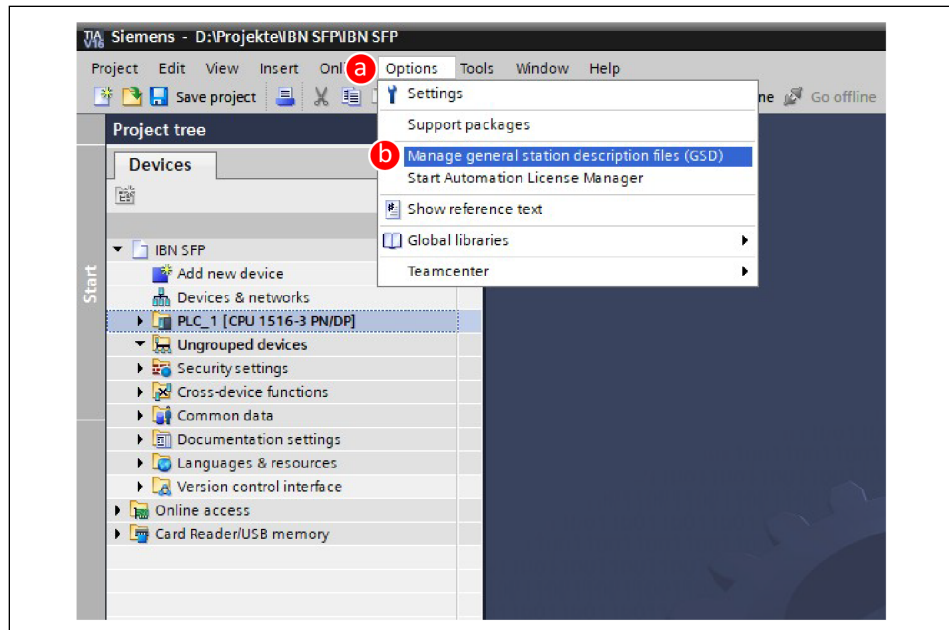 TIA V16 Siemens - D:\Projekte\IBN SFP\IBN SFP
Project Edit View Insert Onl a Options Tools Window Help
Save project ne Go offline
Settings
Support packages
b Manage general station description files (GSD)
Start Automation License Manager
Show reference text
Global libraries
Teamcenter
Project tree
Devices
Start
IBN SFP
Add new device
Devices & networks
PLC_1 [CPU 1516-3 PN/DP]
Ungrouped devices
Security settings
Cross-device functions
Common data
Documentation settings
Languages & resources
Version control interface
Online access
Card Reader/USB memory